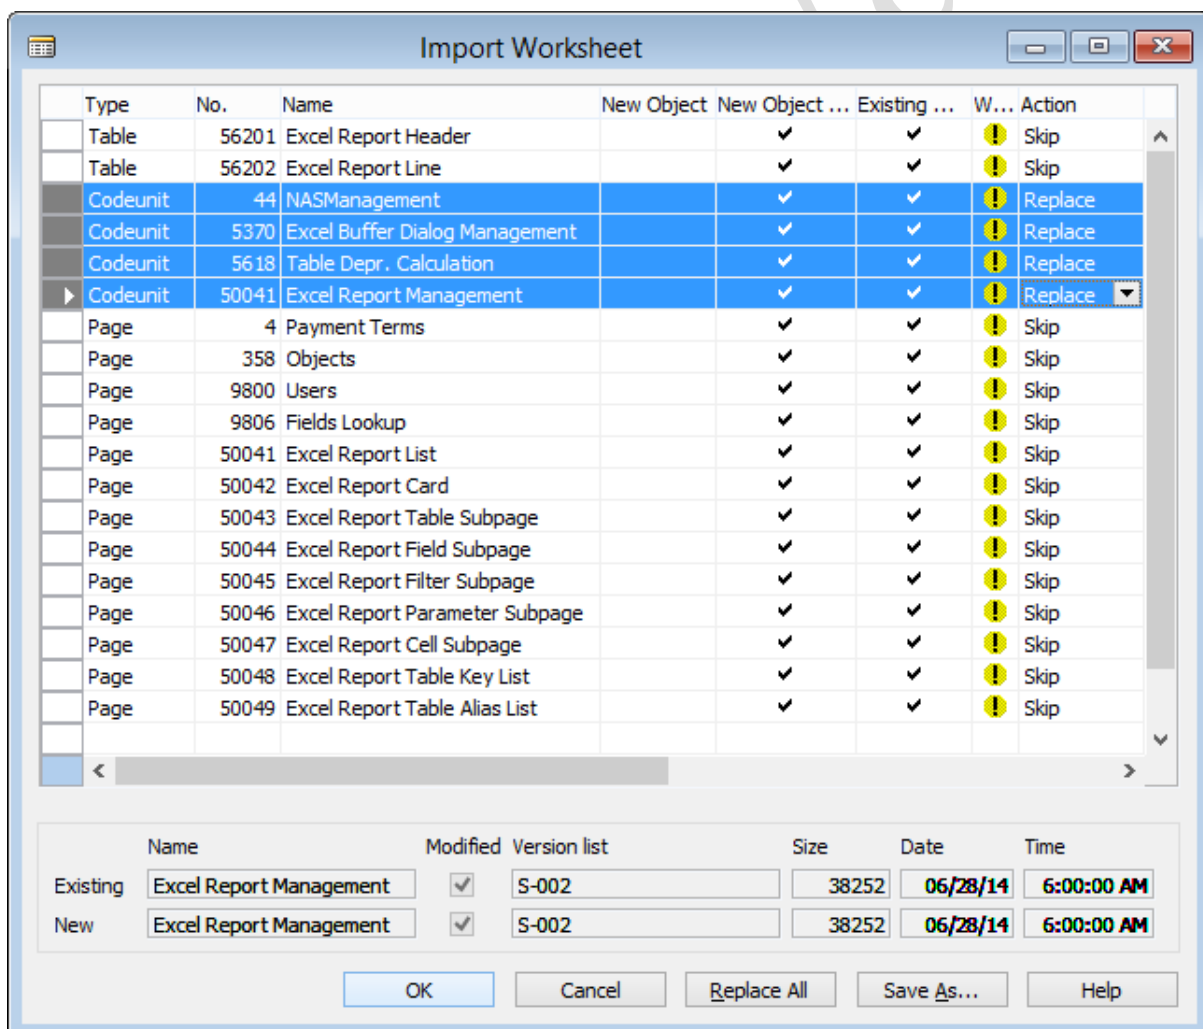 Import Worksheet
Type No. Name New Object New Object ... Existing ... W... Action
Table 56201 Excel Report Header Skip
Table 56202 Excel Report Line Skip
Codeunit 44 NASManagement Replace
Codeunit 5370 Excel Buffer Dialog Management Replace
Codeunit 5618 Table Depr. Calculation Replace
Codeunit 50041 Excel Report Management Replace
Page 4 Payment Terms Skip
Page 358 Objects Skip
Page 9800 Users Skip
Page 9806 Fields Lookup Skip
Page 50041 Excel Report List Skip
Page 50042 Excel Report Card Skip
Page 50043 Excel Report Table Subpage Skip
Page 50044 Excel Report Field Subpage Skip
Page 50045 Excel Report Filter Subpage Skip
Page 50046 Excel Report Parameter Subpage Skip
Page 50047 Excel Report Cell Subpage Skip
Page 50048 Excel Report Table Key List Skip
Page 50049 Excel Report Table Alias List Skip
Name Modified Version list Size Date Time
Existing Excel Report Management S-002 38252 06/28/14 6:00:00 AM
New Excel Report Management S-002 38252 06/28/14 6:00:00 AM
OK Cancel Replace All Save As... Help